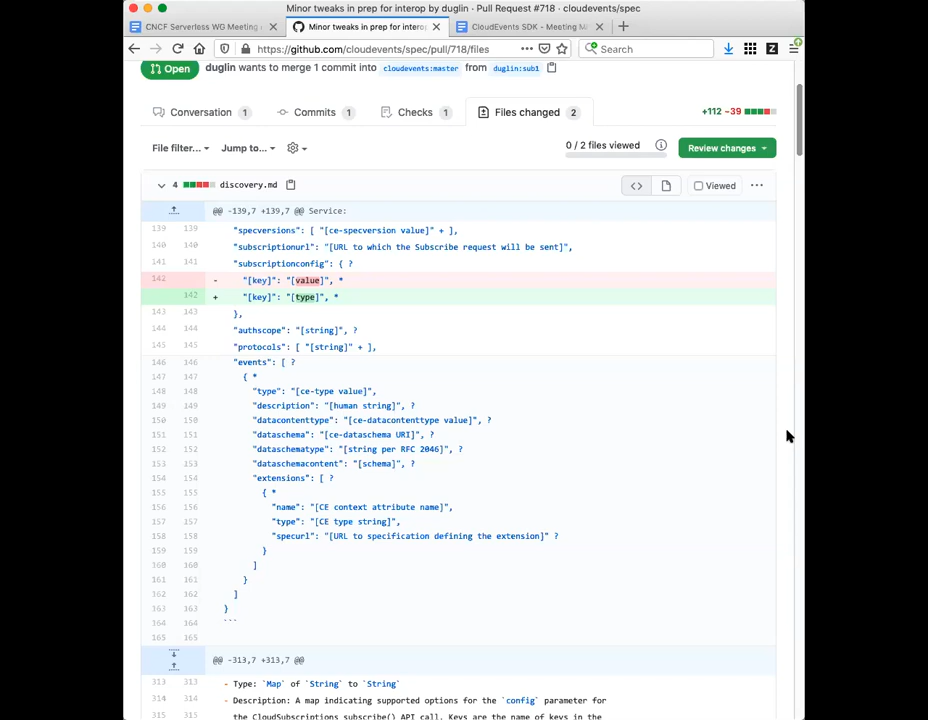 Minor tweaks in prep for interop by duglin · Pull Request #718 · cloudevents/spec
CNCF Serverless WG Meeting
Minor tweaks in prep for interop
CloudEvents SDK - Meeting M
https://github.com/cloudevents/spec/pull/718/files
Search
Open
duglin wants to merge 1 commit into cloudevents:master from duglin:sub1
Conversation 1
Commits 1
Checks 1
Files changed 2
+112 −39
File filter...
Jump to...
0 / 2 files viewed
Review changes
4 discovery.md
Viewed
@@ -139,7 +139,7 @@ Service:
139 139 "specversions": [ "[ce-specversion value]" + ],
140 140 "subscriptionurl": "[URL to which the Subscribe request will be sent]",
141 141 "subscriptionconfig": { ?
142 - "[key]": "[value]", *
142 + "[key]": "[type]", *
143 143 },
144 144 "authscope": "[string]", ?
145 145 "protocols": [ "[string]" + ],
146 146 "events": [ ?
147 147 { *
148 148 "type": "[ce-type value]",
149 149 "description": "[human string]", ?
150 150 "datacontenttype": "[ce-datacontenttype value]", ?
151 151 "dataschema": "[ce-dataschema URI]", ?
152 152 "dataschematype": "[string per RFC 2046]", ?
153 153 "dataschemacontent": "[schema]", ?
154 154 "extensions": [ ?
155 155 { *
156 156 "name": "[CE context attribute name]",
157 157 "type": "[CE type string]",
158 158 "specurl": "[URL to specification defining the extension]" ?
159 159 }
160 160 ]
161 161 }
162 162 ]
163 163 }
164 164 ```
165 165
@@ -313,7 +313,7 @@
313 313 - Type: `Map` of `String` to `String`
314 314 - Description: A map indicating supported options for the `config` parameter for
315 315 the CloudSubscriptions subscribe() API call. Keys are the name of keys in the